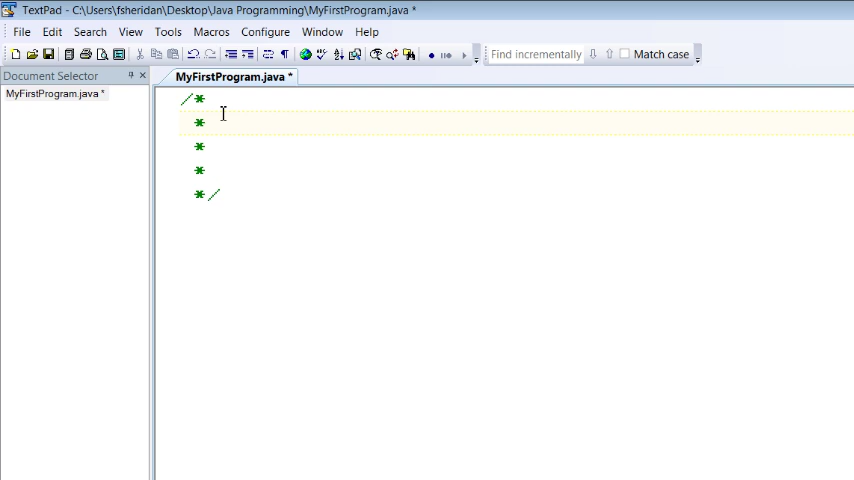 TextPad - C:\Users\fsheridan\Desktop\Java Programming\MyFirstProgram.java *
File Edit Search View Tools Macros Configure Window Help
Find incrementally Match case
Document Selector
MyFirstProgram.java *
MyFirstProgram.java *
/*
*
*
*
*/